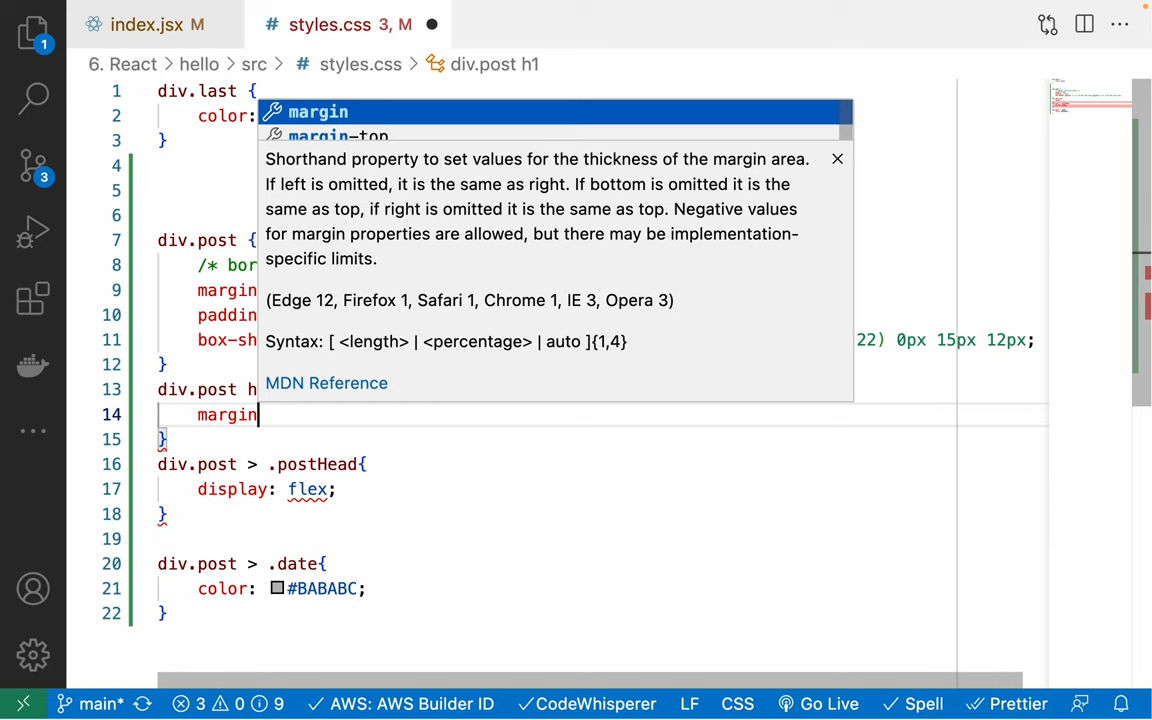 index.jsx M
# styles.css 3, M
6. React > hello > src > # styles.css > div.post h1
1 div.last {
2 color:
3 }
4
5
6
7 div.post {
8 /* bor
9 margin
10 paddin
11 box-sh 22) 0px 15px 12px;
12 }
13 div.post h
14 margin
15 }
16 div.post > .postHead{
17 display: flex;
18 }
19
20 div.post > .date{
21 color: #BABABC;
22 }
margin
margin-top
Shorthand property to set values for the thickness of the margin area.
If left is omitted, it is the same as right. If bottom is omitted it is the
same as top, if right is omitted it is the same as top. Negative values
for margin properties are allowed, but there may be implementation-
specific limits.
(Edge 12, Firefox 1, Safari 1, Chrome 1, IE 3, Opera 3)
Syntax: [ <length> | <percentage> | auto ]{1,4}
MDN Reference
1
3
main* 3 0 9 AWS: AWS Builder ID CodeWhisperer LF CSS Go Live Spell Prettier